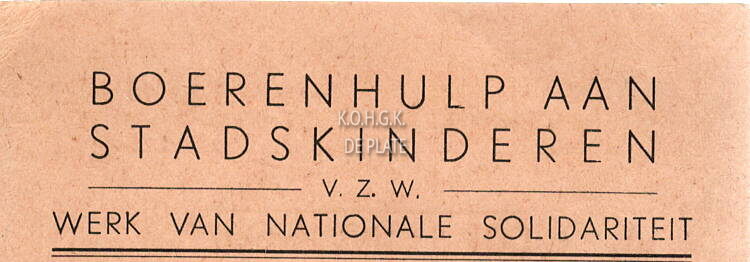 BOERENHULP AAN
K.O.H.G.K.
STADSKINDEREN
DE PLATE
V. Z. W.
WERK VAN NATIONALE SOLIDARITEIT